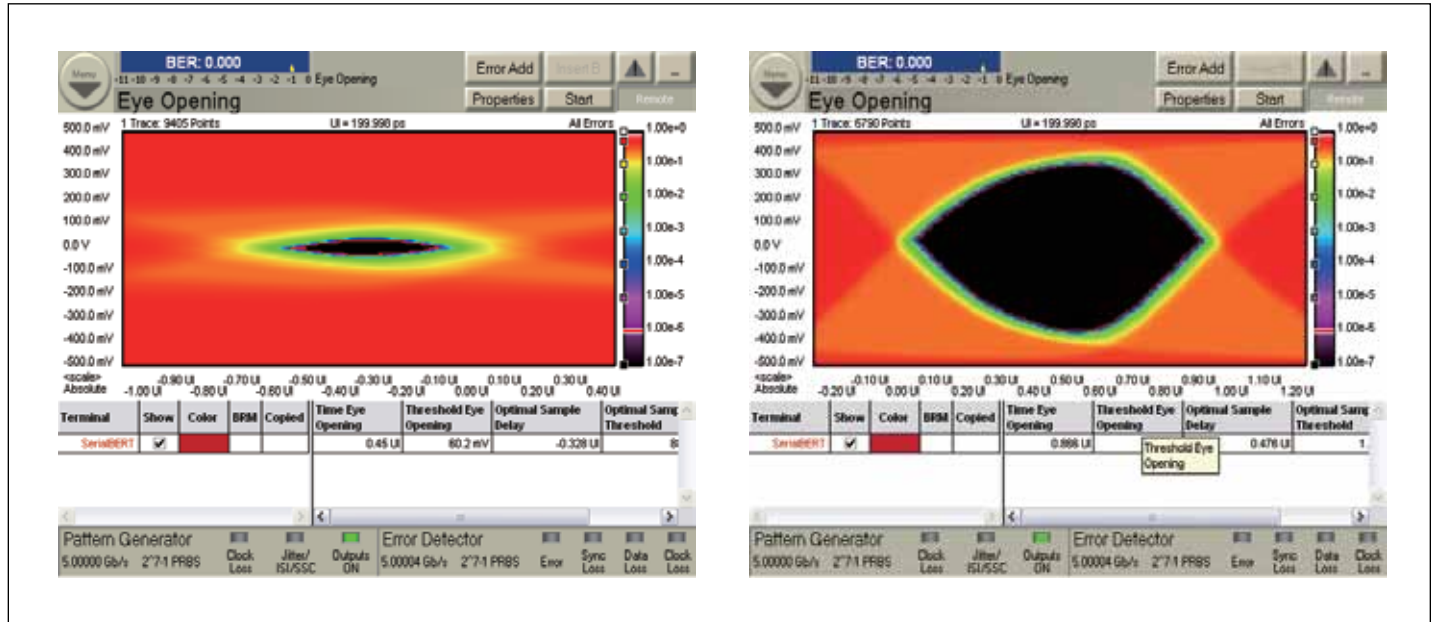 Menu
BER: 0.000
-11 -10 -9 -8 -7 -6 -5 -4 -3 -2 -1 0 Eye Opening
Error Add
Eye Opening
Properties
Start
Remote
1 Trace: 9405 Points
UI = 199.998 ps
All Errors
500.0 mV
400.0 mV
300.0 mV
200.0 mV
100.0 mV
0.0 V
-100.0 mV
-200.0 mV
-300.0 mV
-400.0 mV
-500.0 mV
1.00e+0
1.00e-1
1.00e-2
1.00e-3
1.00e-4
1.00e-5
1.00e-6
1.00e-7
<scale>
Absolute
-0.90 UI -0.70 UI -0.50 UI -0.30 UI -0.10 UI 0.10 UI 0.30 UI
-1.00 UI -0.80 UI -0.60 UI -0.40 UI -0.20 UI 0.00 UI 0.20 UI 0.40 UI
Terminal Show Color BRM Copied Time Eye Opening Threshold Eye Opening Optimal Sample Delay Optimal Samp Threshold
SerialBERT 0.45 UI 60.2 mV -0.328 UI
Pattern Generator
5.00000 Gb/s 2^7-1 PRBS
Clock Loss
Jitter/ ISI/SSC
Outputs ON
Error Detector
5.00004 Gb/s 2^7-1 PRBS
Error
Sync Loss
Data Loss
Clock Loss
Menu
BER: 0.000
-11 -10 -9 -8 -7 -6 -5 -4 -3 -2 -1 0 Eye Opening
Error Add
Eye Opening
Properties
Start
Remote
1 Trace: 6790 Points
UI = 199.998 ps
All Errors
500.0 mV
400.0 mV
300.0 mV
200.0 mV
100.0 mV
0.0 V
-100.0 mV
-200.0 mV
-300.0 mV
-400.0 mV
-500.0 mV
1.00e+0
1.00e-1
1.00e-2
1.00e-3
1.00e-4
1.00e-5
1.00e-6
1.00e-7
<scale>
Absolute
-0.10 UI 0.10 UI 0.30 UI 0.50 UI 0.70 UI 0.90 UI 1.10 UI
-0.20 UI 0.00 UI 0.20 UI 0.40 UI 0.60 UI 0.80 UI 1.00 UI 1.20 UI
Terminal Show Color BRM Copied Time Eye Opening Threshold Eye Opening Optimal Sample Delay Optimal Samp Threshold
SerialBERT 0.476 UI 1.
Threshold Eye Opening
Pattern Generator
5.00000 Gb/s 2^7-1 PRBS
Clock Loss
Jitter/ ISI/SSC
Outputs ON
Error Detector
5.00004 Gb/s 2^7-1 PRBS
Error
Sync Loss
Data Loss
Clock Loss